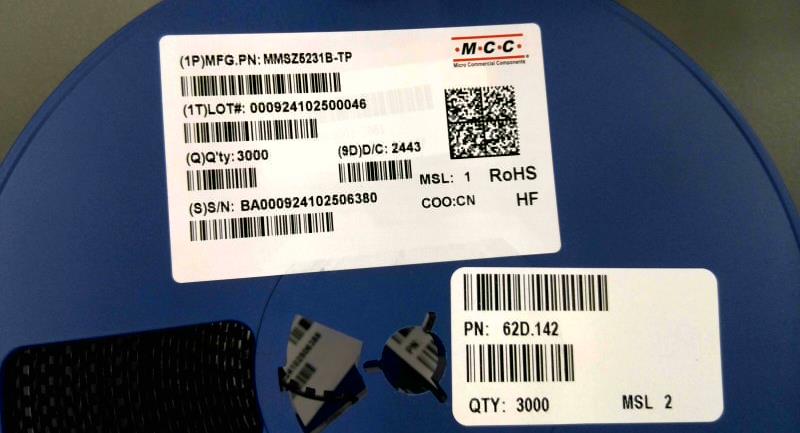 (1P)MFG.PN: MMSZ5231B-TP
·M·C·C·
Micro Commercial Components
(1T)LOT#: 000924102500046
(Q)Q'ty: 3000
(9D)D/C: 2443
MSL: 1 RoHS
(S)S/N: BA000924102506380
COO:CN HF
PN: 62D.142
QTY: 3000 MSL 2